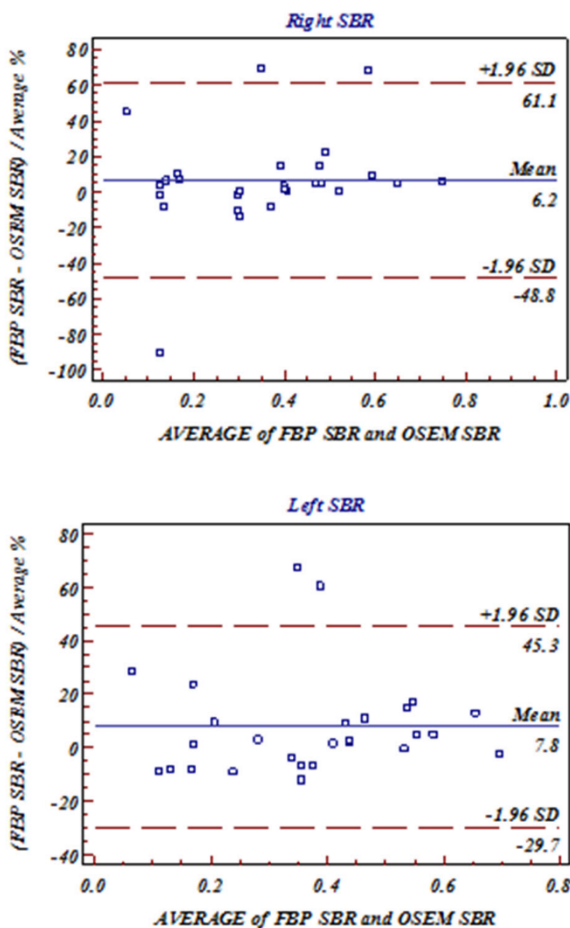 Right SBR
(FBP SBR - OSEM SBR) / Average %
80
60
40
20
0
-20
-40
-60
-80
-100
+1.96 SD
61.1
Mean
6.2
-1.96 SD
-48.8
0.0 0.2 0.4 0.6 0.8 1.0
AVERAGE of FBP SBR and OSEM SBR
Left SBR
(FBP SBR - OSEM SBR) / Average %
80
60
40
20
0
-20
-40
+1.96 SD
45.3
Mean
7.8
-1.96 SD
-29.7
0.0 0.2 0.4 0.6 0.8
AVERAGE of FBP SBR and OSEM SBR